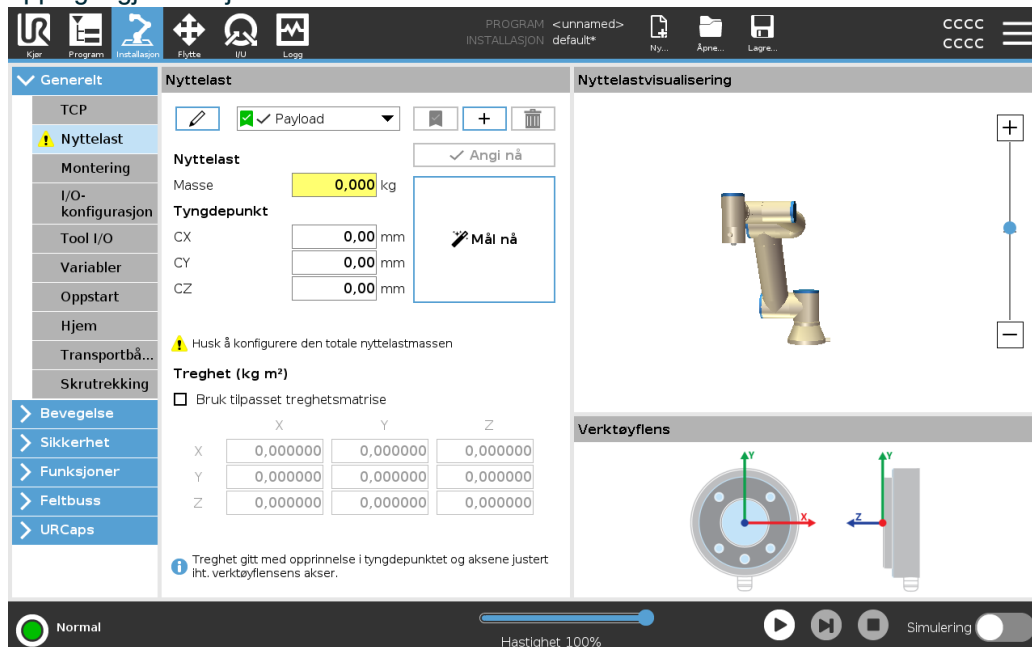 PROGRAM <unnamed>
INSTALLASJON default*
CCCC
CCCC
Kjør Program Installasjon Flytte I/U Logg Ny... Åpne... Lagre...
Generelt
TCP
Nyttelast
Montering
I/O-
konfigurasjon
Tool I/O
Variabler
Oppstart
Hjem
Transportbå...
Skrutrekking
Bevegelse
Sikkerhet
Funksjoner
Feltbuss
URCaps
Nyttelast
Payload
Nyttelast
Angi nå
Masse 0,000 kg
Tyngdepunkt
CX 0,00 mm
CY 0,00 mm
CZ 0,00 mm
Mål nå
Husk å konfigurere den totale nyttelastmassen
Treghet (kg m²)
Bruk tilpasset treghetsmatrise
X Y Z
X 0,000000 0,000000 0,000000
Y 0,000000 0,000000 0,000000
Z 0,000000 0,000000 0,000000
Treghet gitt med opprinnelse i tyngdepunktet og aksene justert
iht. verktøyflensens akser.
Nyttelastvisualisering
Verktøyflens
Y Y
X Z
Normal
Hastighet 100%
Simulering